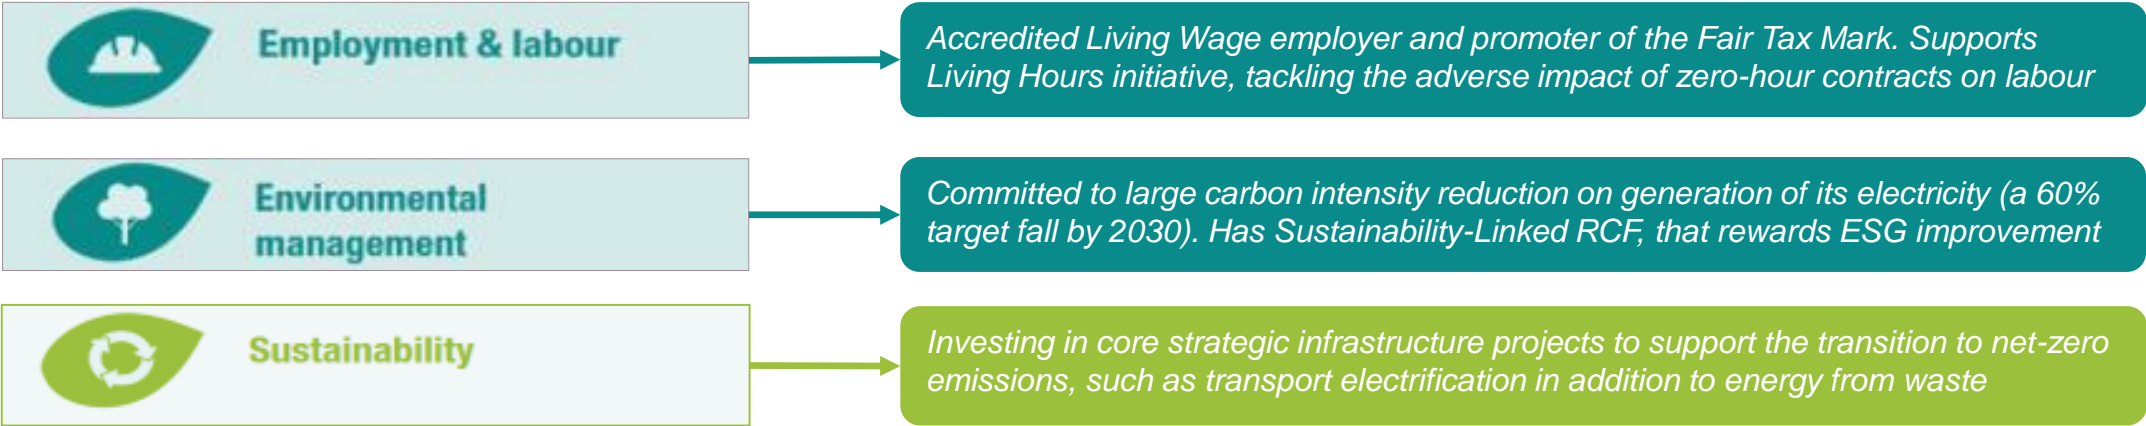 Employment & labour
Accredited Living Wage employer and promoter of the Fair Tax Mark. Supports
Living Hours initiative, tackling the adverse impact of zero-hour contracts on labour
Environmental
management
Committed to large carbon intensity reduction on generation of its electricity (a 60%
target fall by 2030). Has Sustainability-Linked RCF, that rewards ESG improvement
Sustainability
Investing in core strategic infrastructure projects to support the transition to net-zero
emissions, such as transport electrification in addition to energy from waste